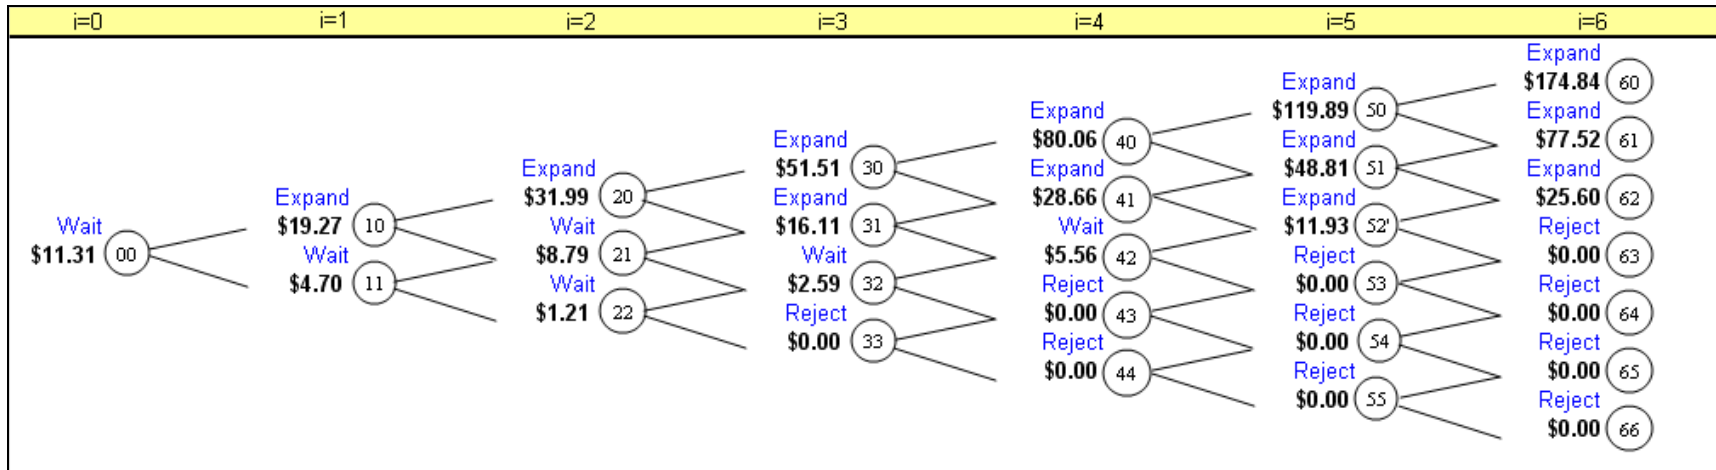 i=0 i=1 i=2 i=3 i=4 i=5 i=6
Wait
$11.31 00
Expand
$19.27 10
Wait
$4.70 11
Expand
$31.99 20
Wait
$8.79 21
Wait
$1.21 22
Expand
$51.51 30
Expand
$16.11 31
Wait
$2.59 32
Reject
$0.00 33
Expand
$80.06 40
Expand
$28.66 41
Wait
$5.56 42
Reject
$0.00 43
Reject
$0.00 44
Expand
$119.89 50
Expand
$48.81 51
Expand
$11.93 52'
Reject
$0.00 53
Reject
$0.00 54
Reject
$0.00 55
Expand
$174.84 60
Expand
$77.52 61
Expand
$25.60 62
Reject
$0.00 63
Reject
$0.00 64
Reject
$0.00 65
Reject
$0.00 66